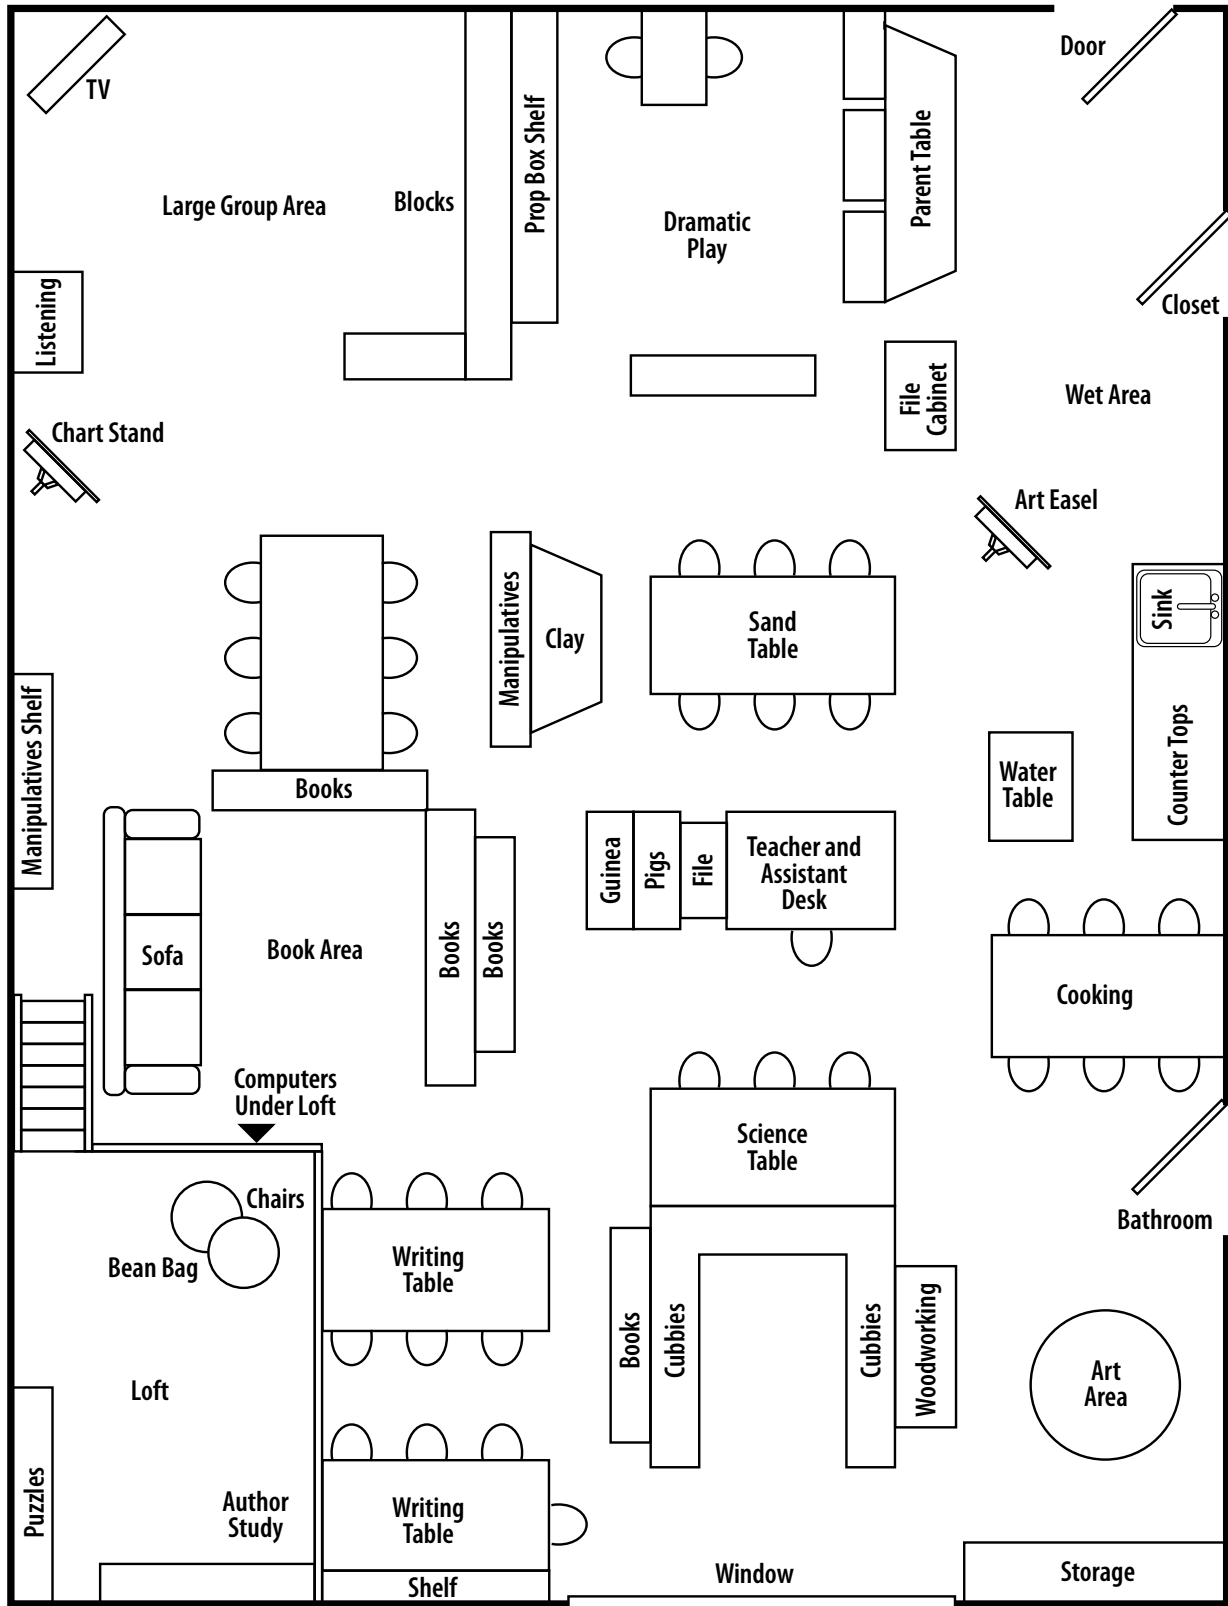 Door
TV
Prop Box Shelf
Parent Table
Large Group Area
Blocks
Dramatic
Play
Listening
Closet
File
Cabinet
Wet Area
Chart Stand
Art Easel
Manipulatives
Clay
Sand
Table
Sink
Manipulatives Shelf
Books
Water
Table
Counter Tops
Guinea
Pigs
File
Teacher and
Assistant
Desk
Sofa
Book Area
Books
Books
Cooking
Computers
Under Loft
Science
Table
Chairs
Bean Bag
Writing
Table
Bathroom
Books
Cubbies
Cubbies
Woodworking
Art
Area
Loft
Puzzles
Author
Study
Writing
Table
Shelf
Window
Storage